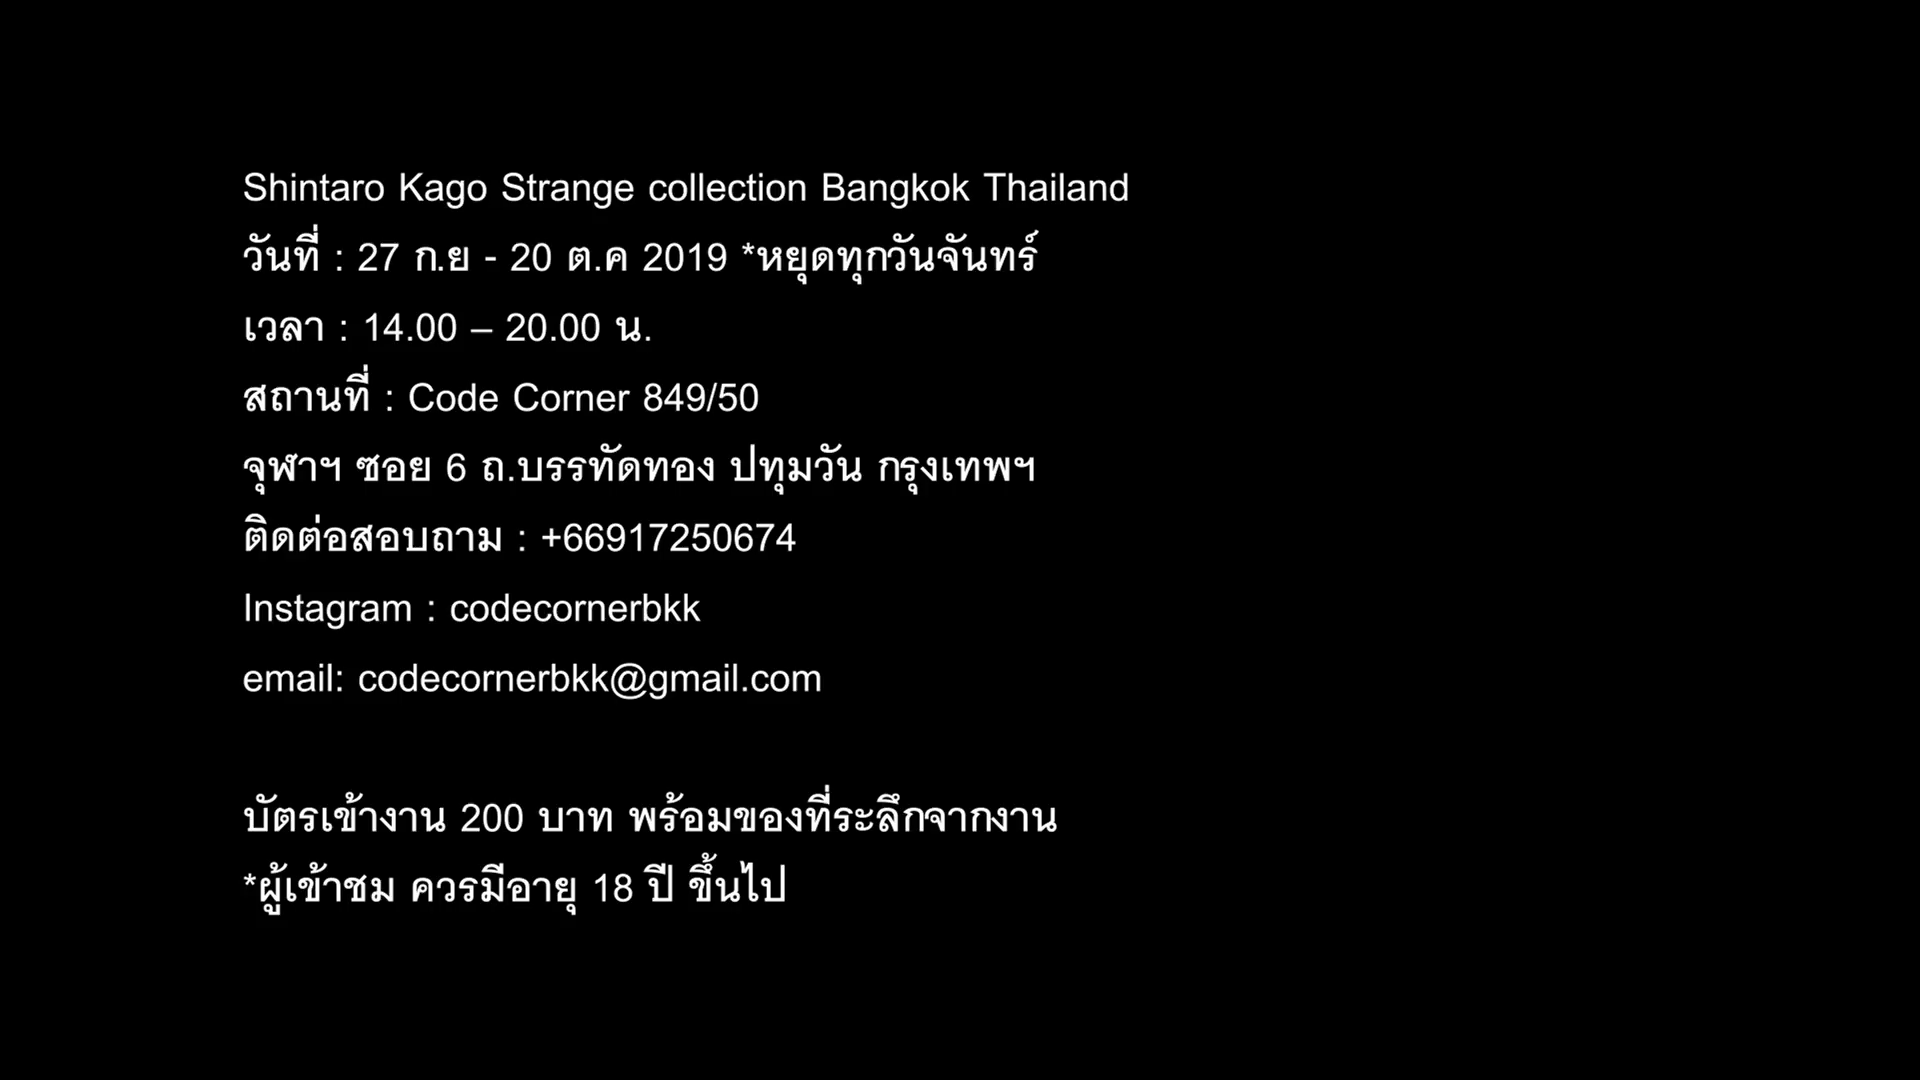 Shintaro Kago Strange collection Bangkok Thailand
วันที่ : 27 ก.ย - 20 ต.ค 2019 *หยุดทุกวันจันทร์
เวลา : 14.00 – 20.00 น.
สถานที่ : Code Corner 849/50
จุฬาฯ ซอย 6 ถ.บรรทัดทอง ปทุมวัน กรุงเทพฯ
ติดต่อสอบถาม : +66917250674
Instagram : codecornerbkk
email: codecornerbkk@gmail.com
บัตรเข้างาน 200 บาท พร้อมของที่ระลึกจากงาน
*ผู้เข้าชม ควรมีอายุ 18 ปี ขึ้นไป